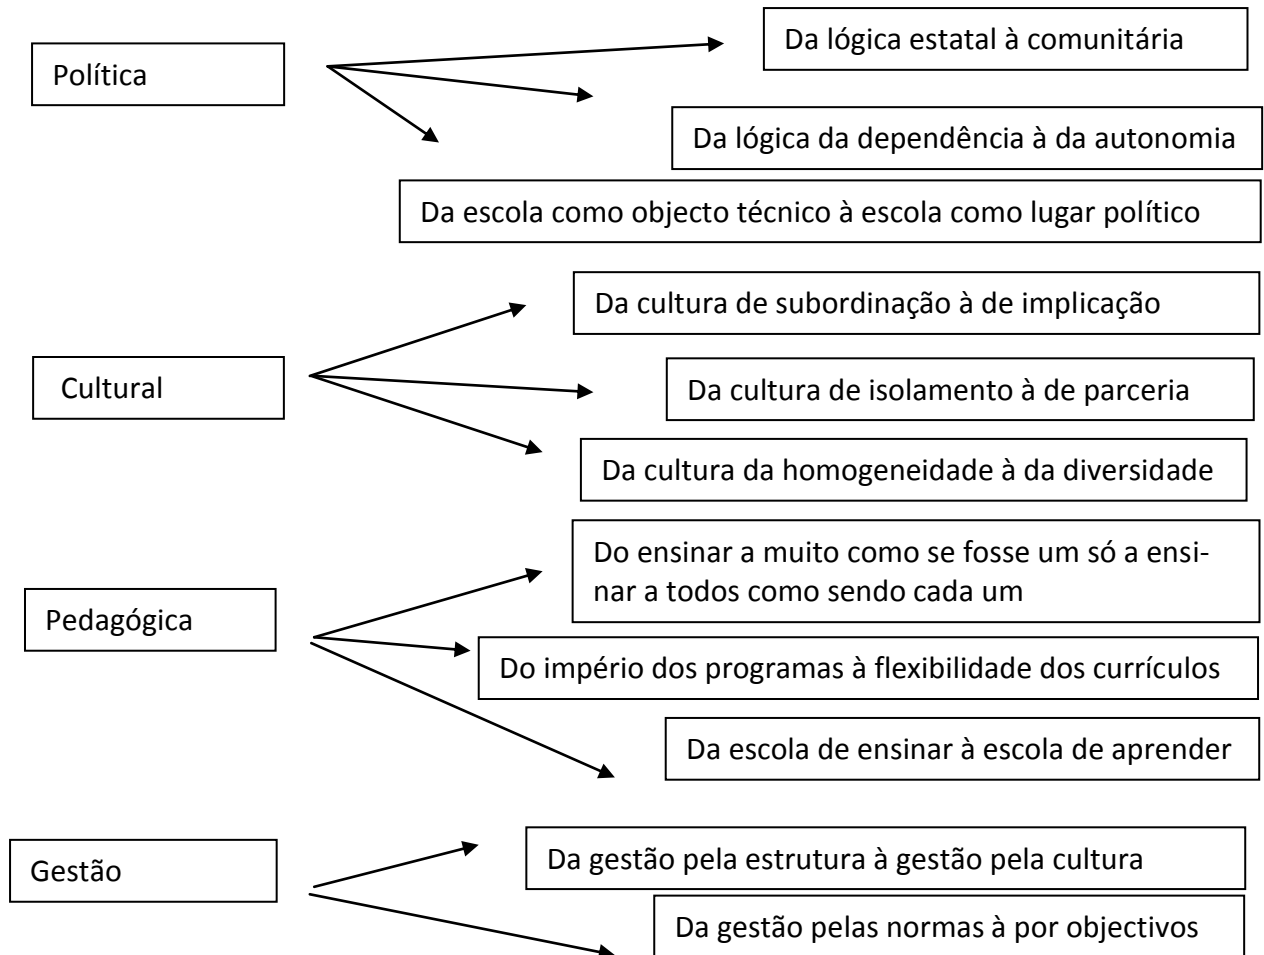 Política
Da lógica estatal à comunitária
Da lógica da dependência à da autonomia
Da escola como objecto técnico à escola como lugar político
Cultural
Da cultura de subordinação à de implicação
Da cultura de isolamento à de parceria
Da cultura da homogeneidade à da diversidade
Pedagógica
Do ensinar a muito como se fosse um só a ensi-
nar a todos como sendo cada um
Do império dos programas à flexibilidade dos currículos
Da escola de ensinar à escola de aprender
Gestão
Da gestão pela estrutura à gestão pela cultura
Da gestão pelas normas à por objectivos